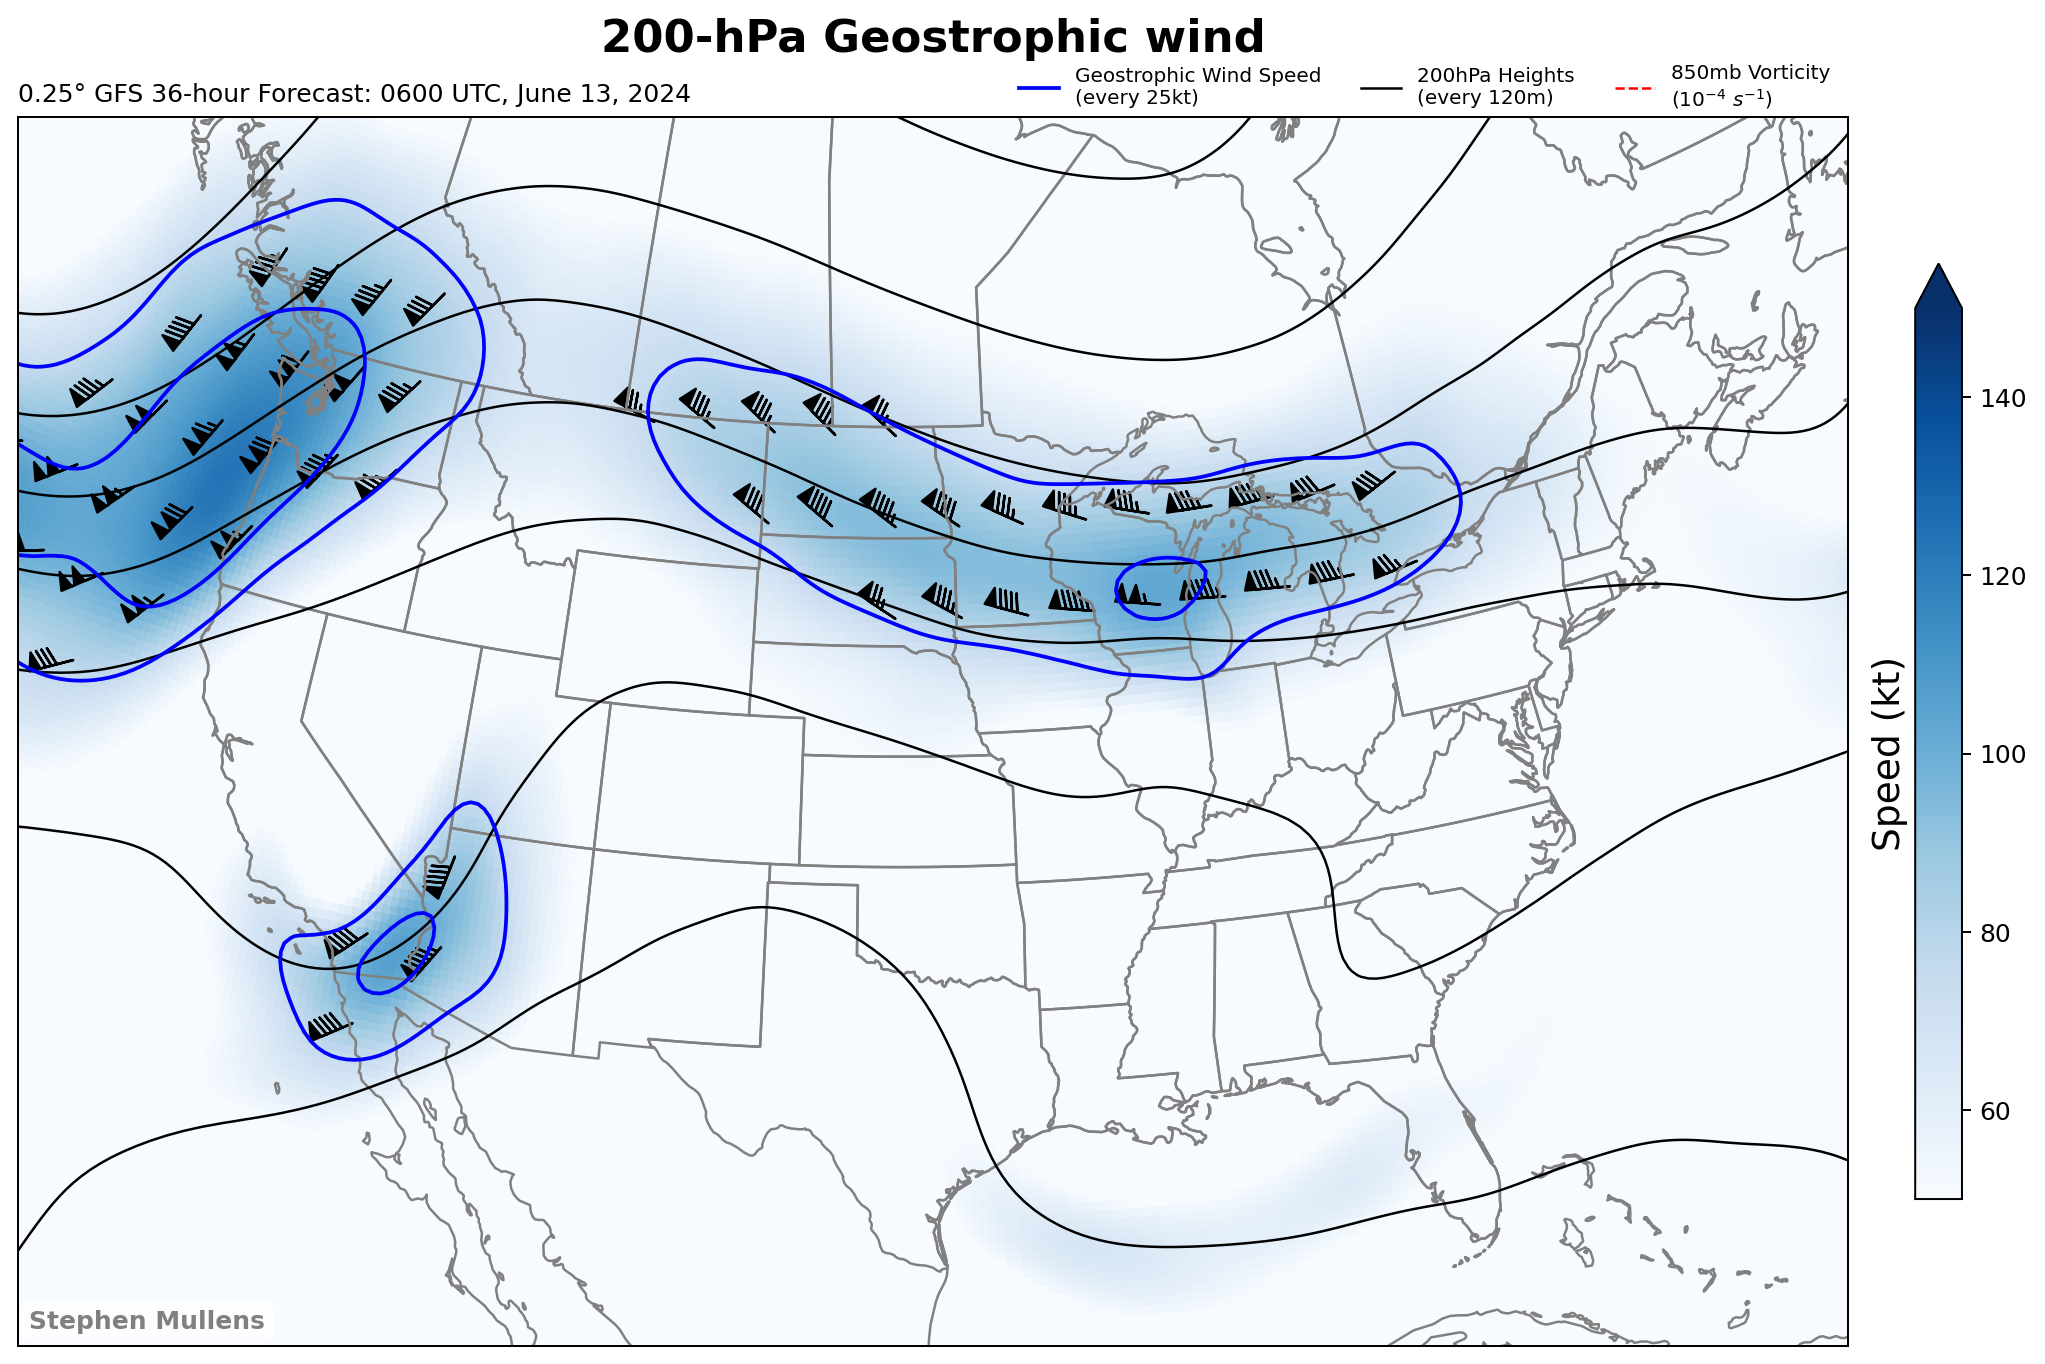 200-hPa Geostrophic wind
0.25° GFS 36-hour Forecast: 0600 UTC, June 13, 2024
Geostrophic Wind Speed
(every 25kt)
200hPa Heights
(every 120m)
850mb Vorticity
(10⁻⁴ s⁻¹)
140
120
100
80
60
Speed (kt)
Stephen Mullens